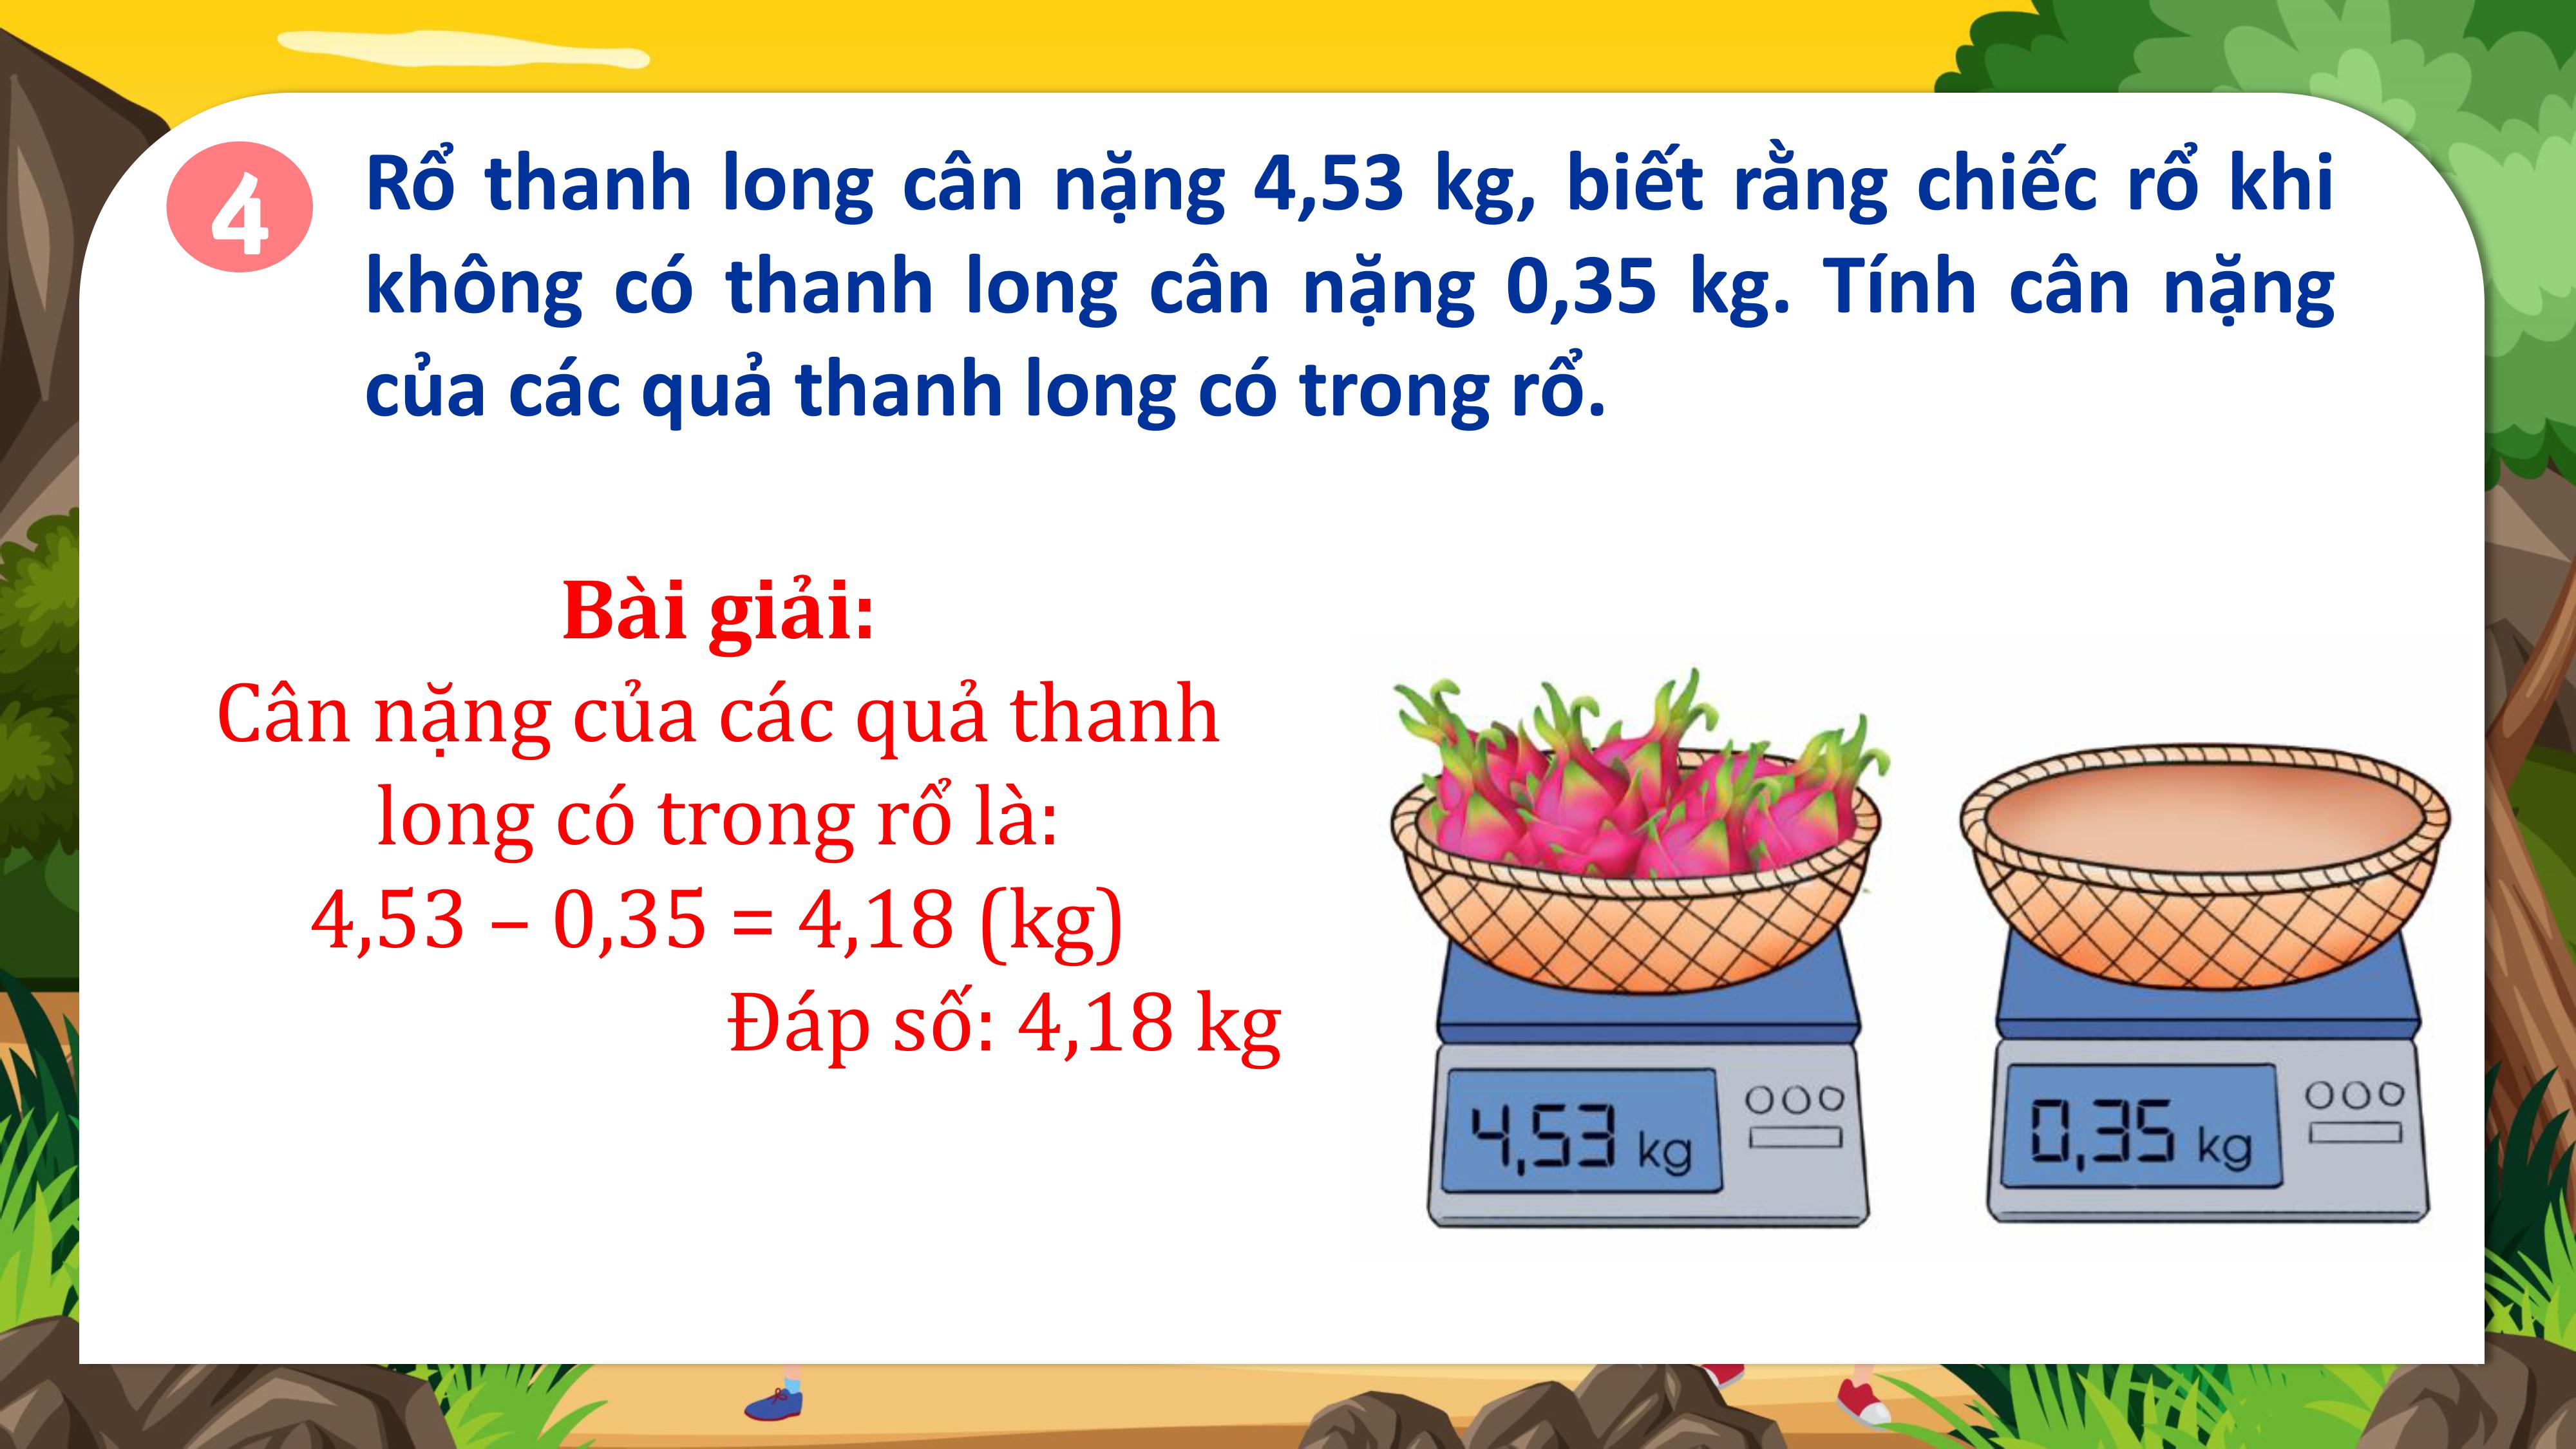 4
Rổ thanh long cân nặng 4,53 kg, biết rằng chiếc rổ khi
không có thanh long cân nặng 0,35 kg. Tính cân nặng
của các quả thanh long có trong rổ.
Bài giải:
Cân nặng của các quả thanh
long có trong rổ là:
4,53 – 0,35 = 4,18 (kg)
Đáp số: 4,18 kg
4,53 kg
0,35 kg